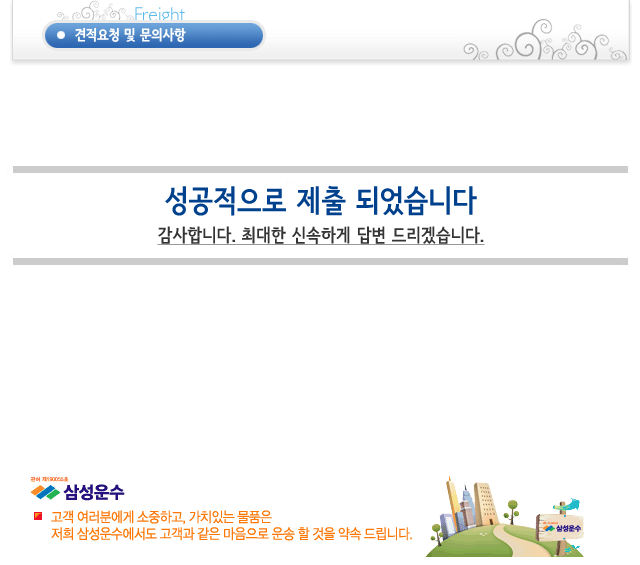 Freight
견적요청 및 문의사항
성공적으로 제출 되었습니다
감사합니다. 최대한 신속하게 답변 드리겠습니다.
삼성운수
고객 여러분에게 소중하고, 가치있는 물품은
저희 삼성운수에서도 고객과 같은 마음으로 운송 할 것을 약속 드립니다.
삼성운수